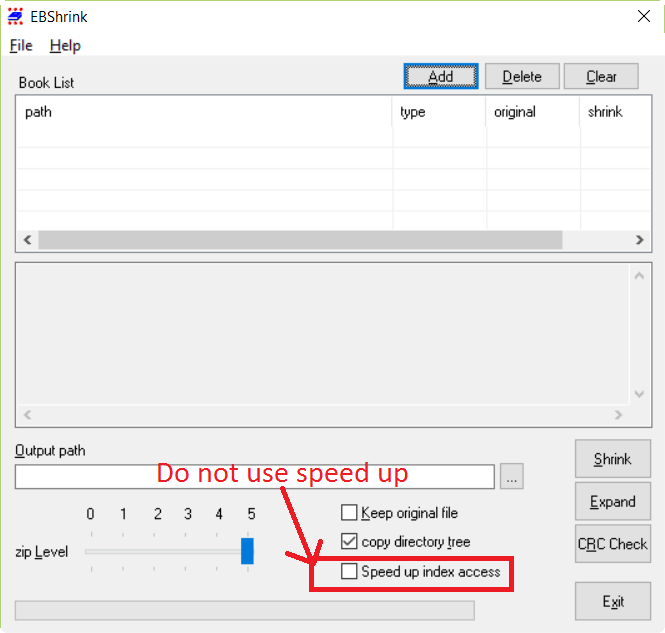 EBShrink
File Help
Book List Add Delete Clear
path type original shrink
Output path
Do not use speed up
...
0 1 2 3 4 5
zip Level
Keep original file
copy directory tree
Speed up index access
Shrink
Expand
CRC Check
Exit